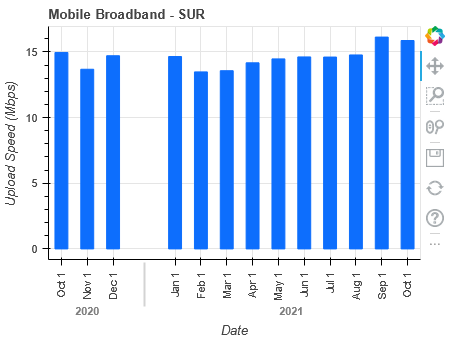 Mobile Broadband - SUR
Upload Speed (Mbps)
15
10
5
0
Oct 1
Nov 1
Dec 1
Jan 1
Feb 1
Mar 1
Apr 1
May 1
Jun 1
Jul 1
Aug 1
Sep 1
Oct 1
2020
2021
Date